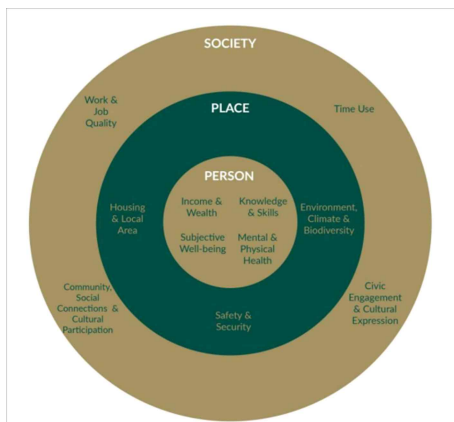 SOCIETY
Work &
Job
Quality
Time Use
PLACE
Housing
& Local
Area
Environment,
Climate &
Biodiversity
Safety &
Security
PERSON
Income &
Wealth
Knowledge
& Skills
Subjective
Well-being
Mental &
Physical
Health
Community,
Social
Connections &
Cultural
Participation
Civic
Engagement
& Cultural
Expression